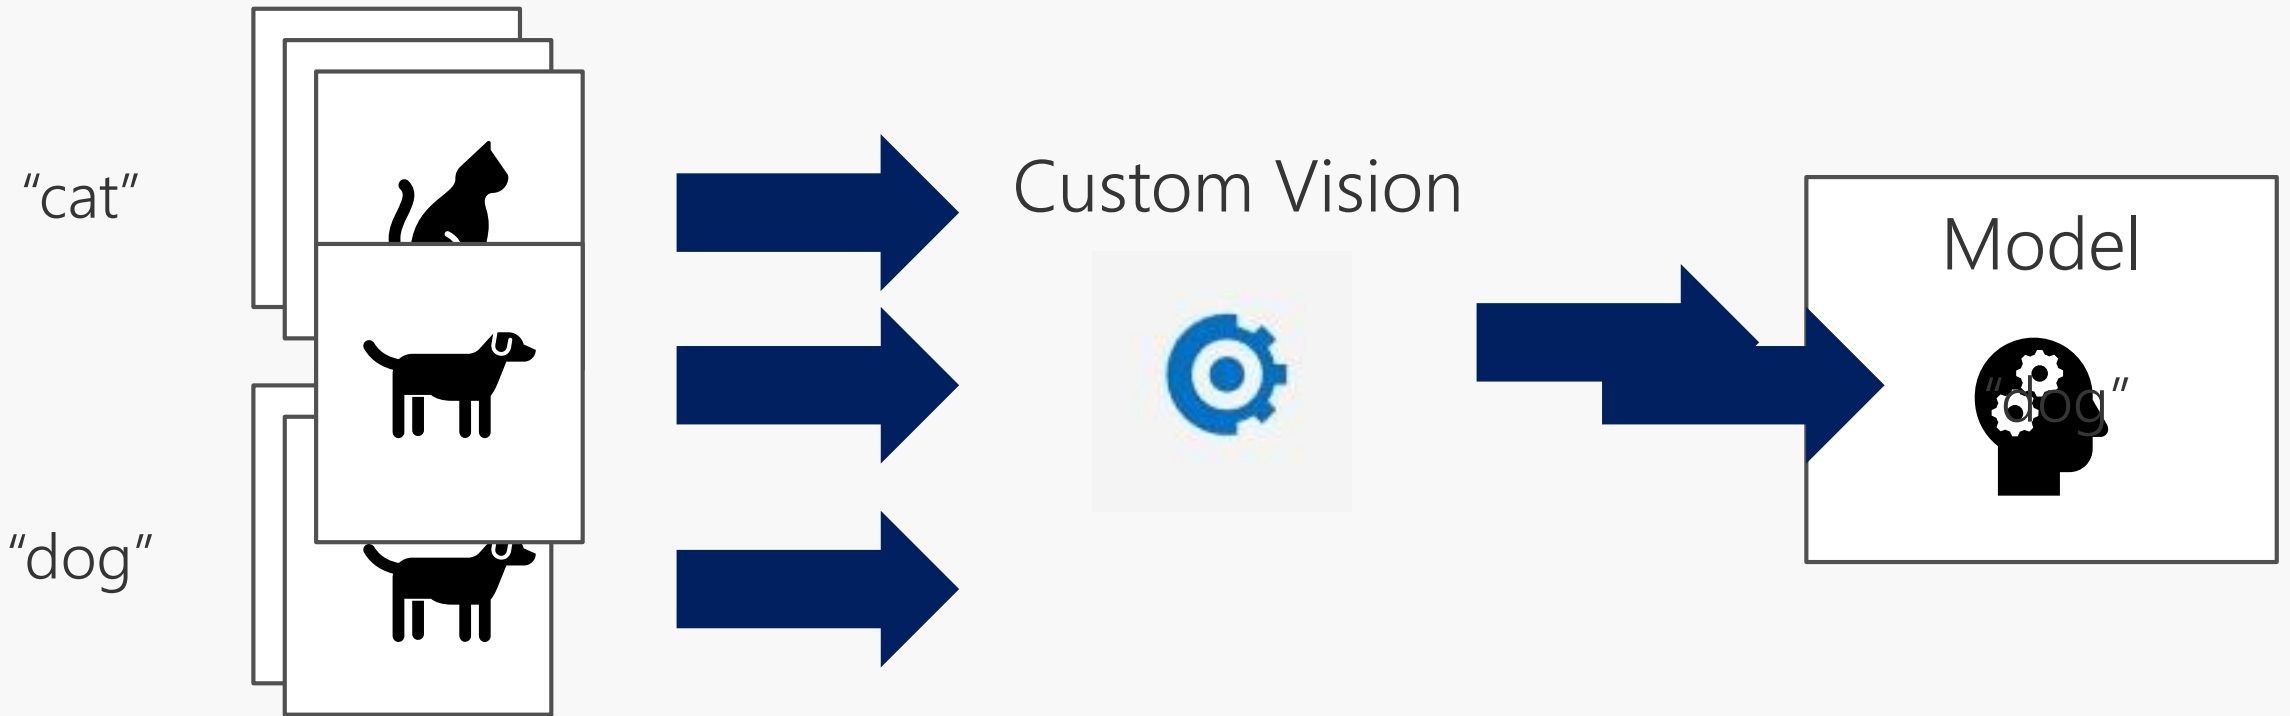 “cat”
Custom Vision
Model
“dog”
“dog”